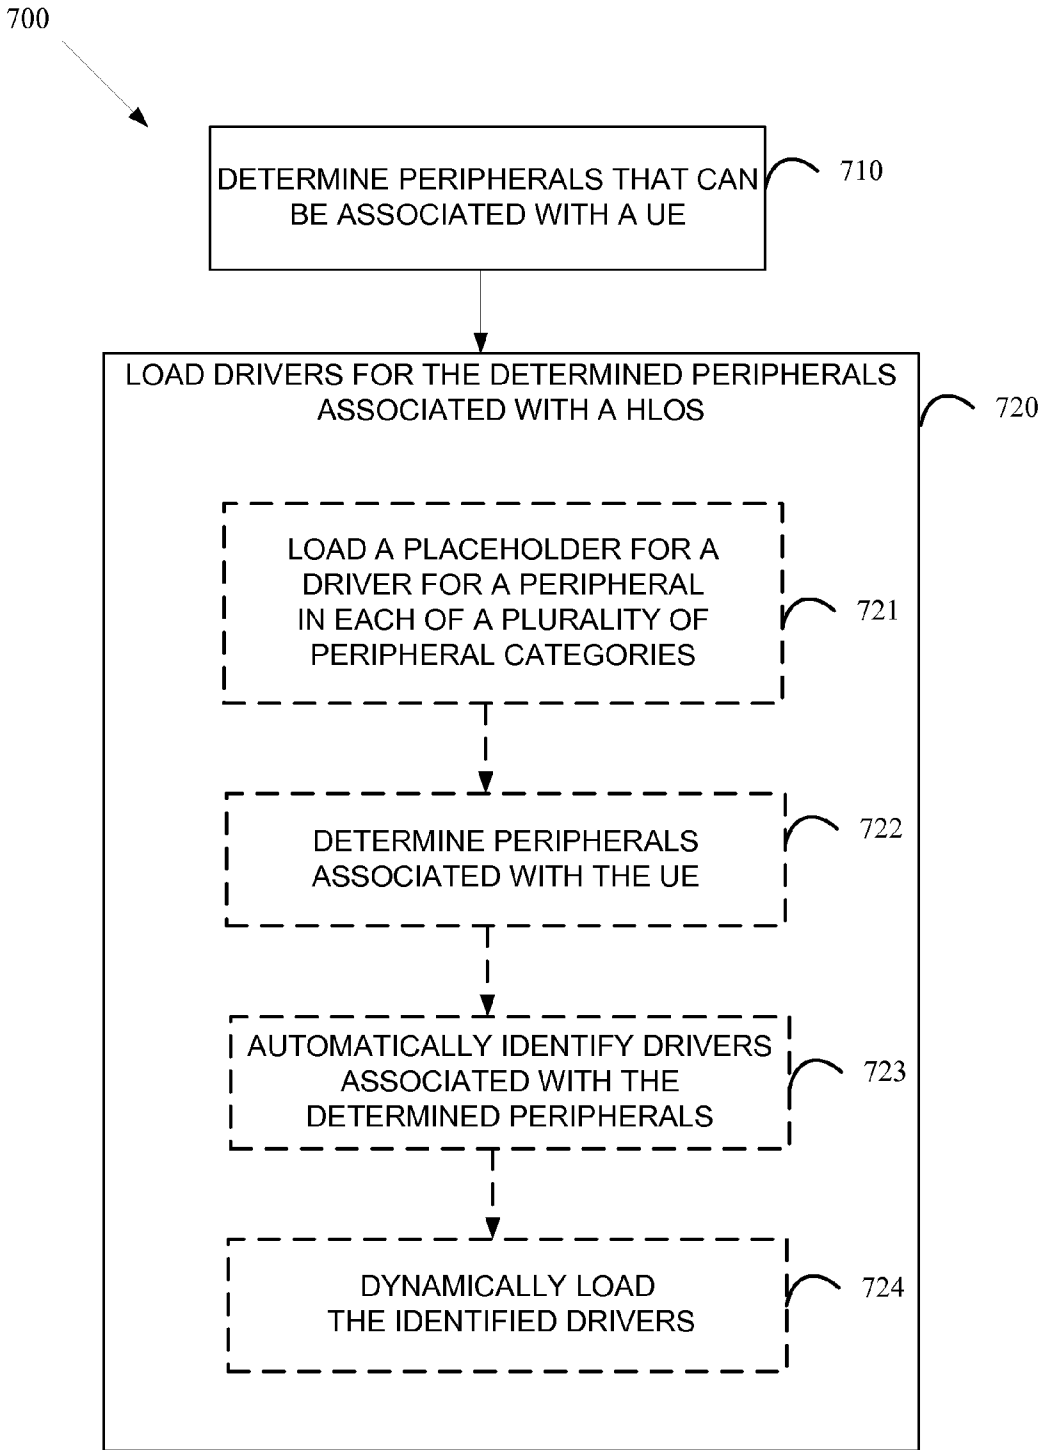 700
DETERMINE PERIPHERALS THAT CAN
BE ASSOCIATED WITH A UE
710
LOAD DRIVERS FOR THE DETERMINED PERIPHERALS
ASSOCIATED WITH A HLOS
720
LOAD A PLACEHOLDER FOR A
DRIVER FOR A PERIPHERAL
IN EACH OF A PLURALITY OF
PERIPHERAL CATEGORIES
721
DETERMINE PERIPHERALS
ASSOCIATED WITH THE UE
722
AUTOMATICALLY IDENTIFY DRIVERS
ASSOCIATED WITH THE
DETERMINED PERIPHERALS
723
DYNAMICALLY LOAD
THE IDENTIFIED DRIVERS
724